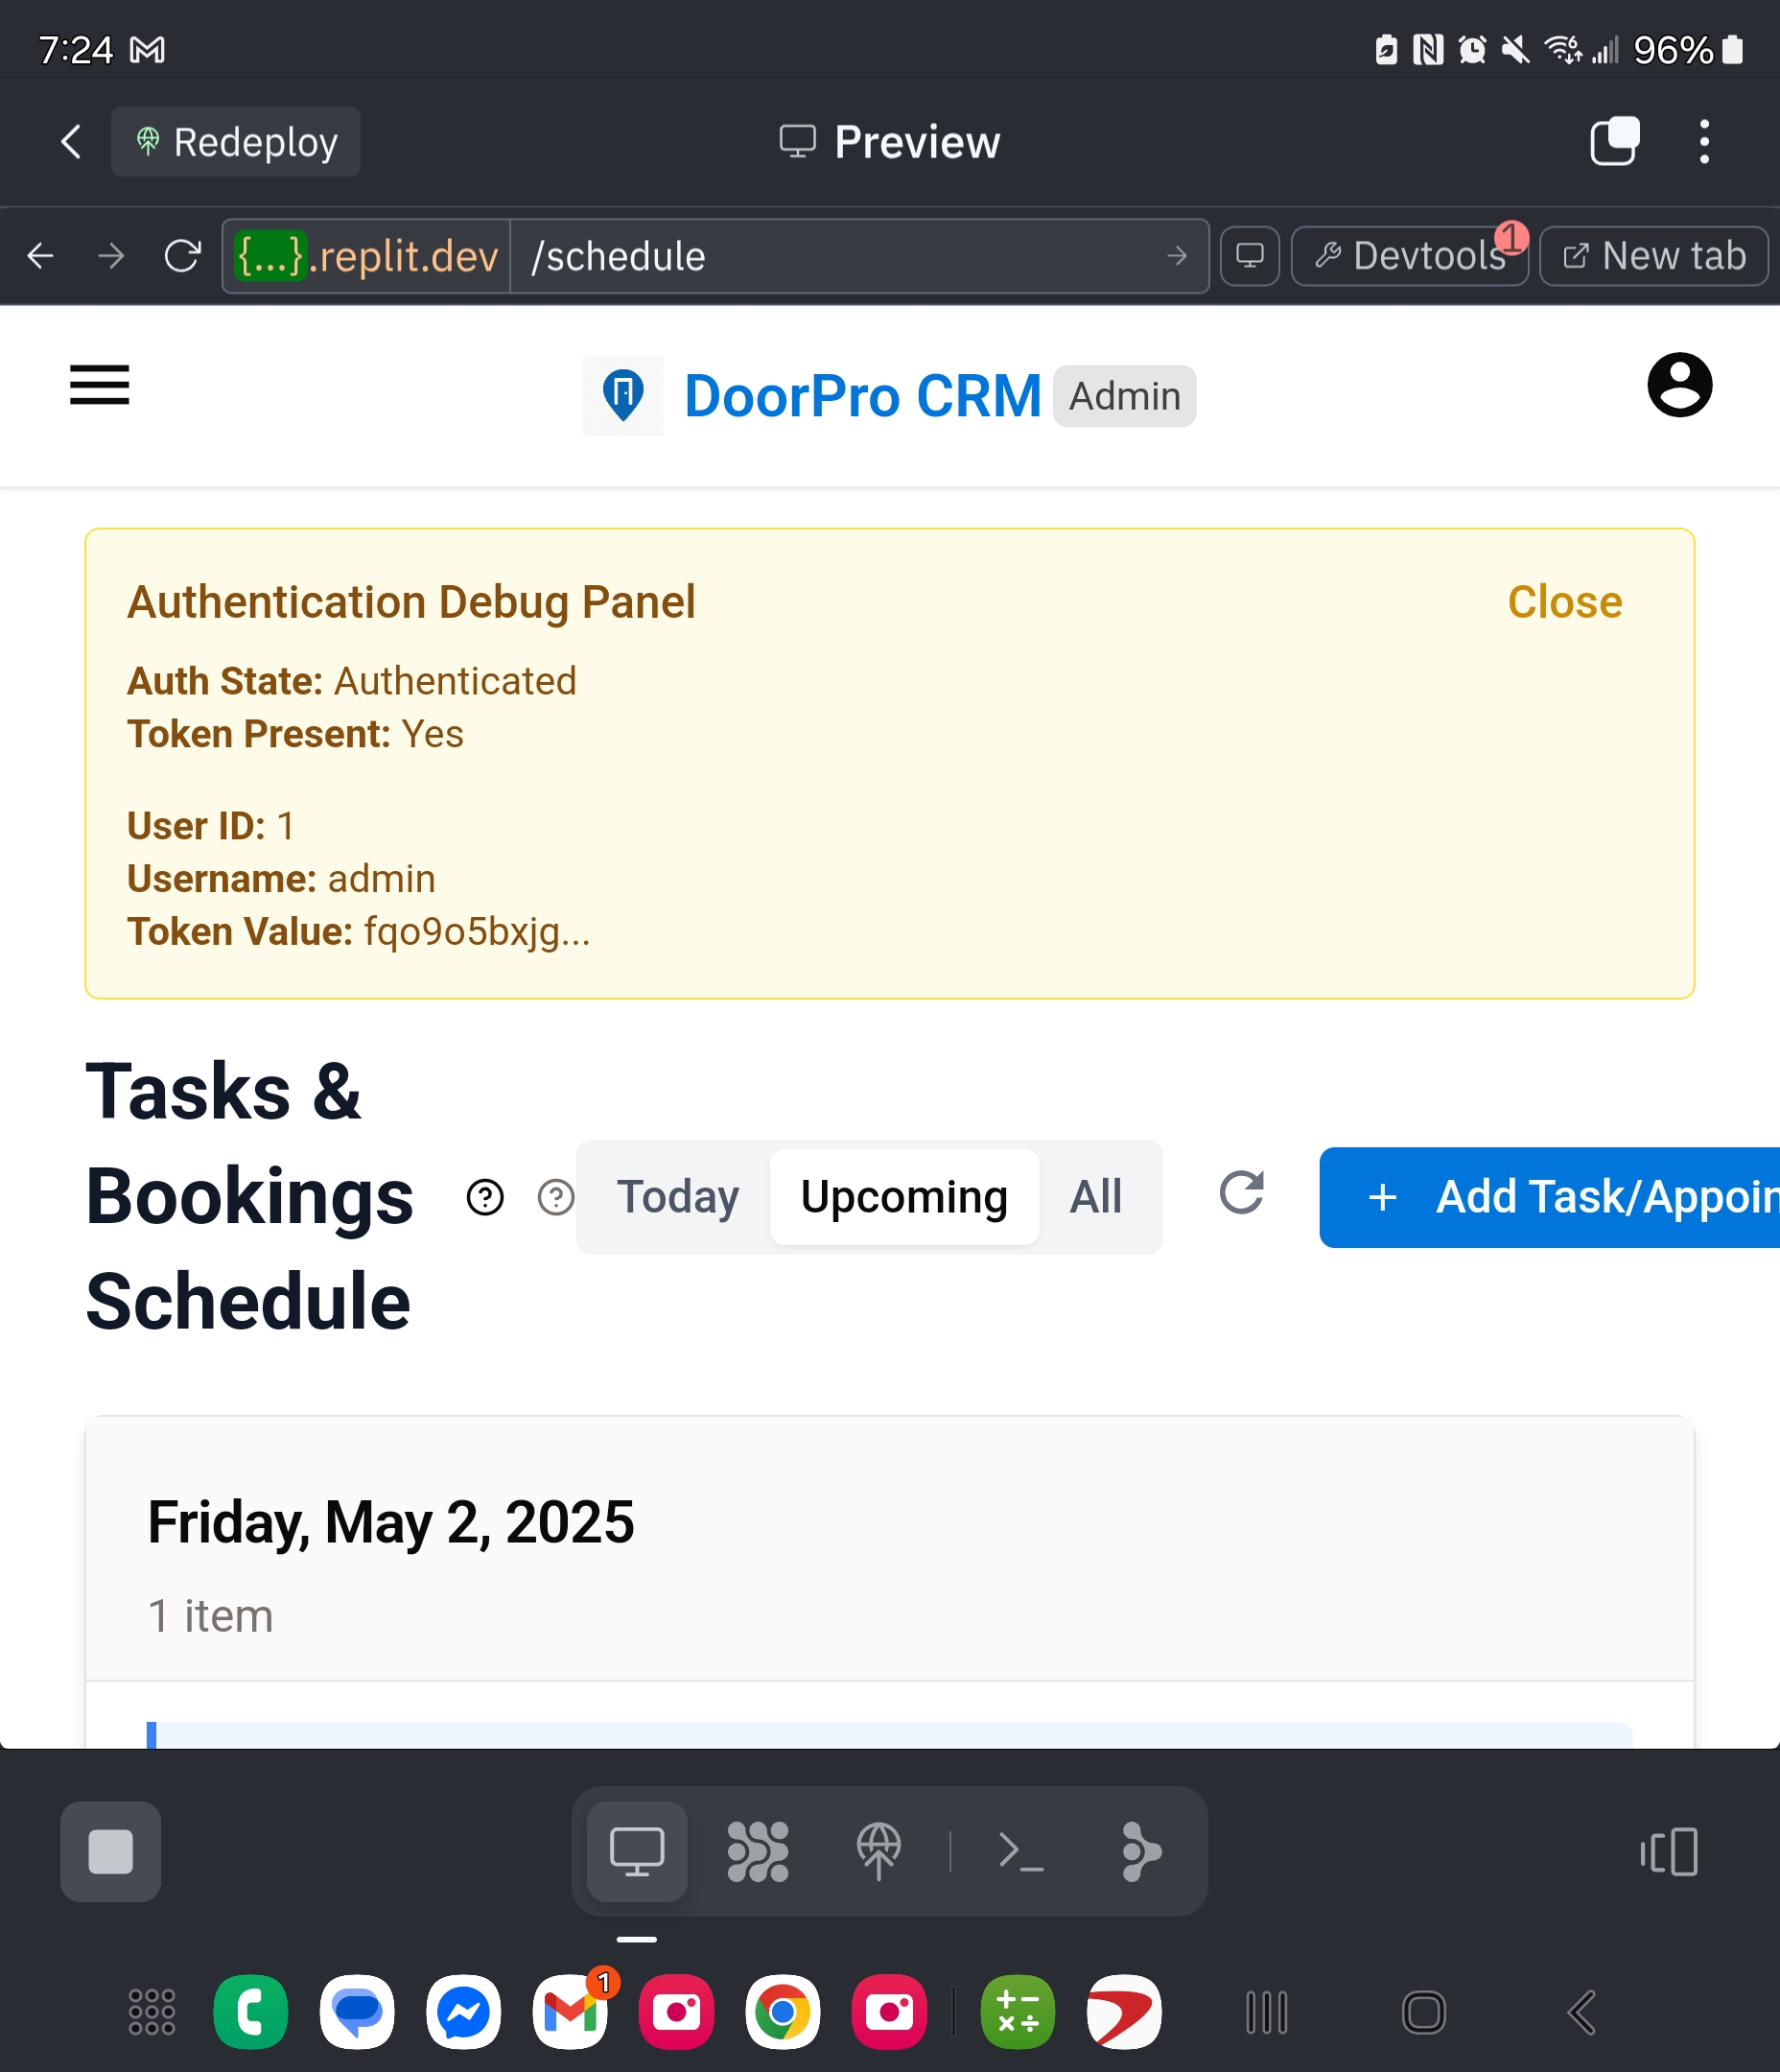 7:24
96%
Redeploy
Preview
{...}.replit.dev
/schedule
Devtools
1
New tab
DoorPro CRM
Admin
Authentication Debug Panel
Close
Auth State: Authenticated
Token Present: Yes
User ID: 1
Username: admin
Token Value: fqo9o5bxjg...
Tasks &
Bookings
Schedule
Today
Upcoming
All
+ Add Task/Appoin
Friday, May 2, 2025
1 item
1